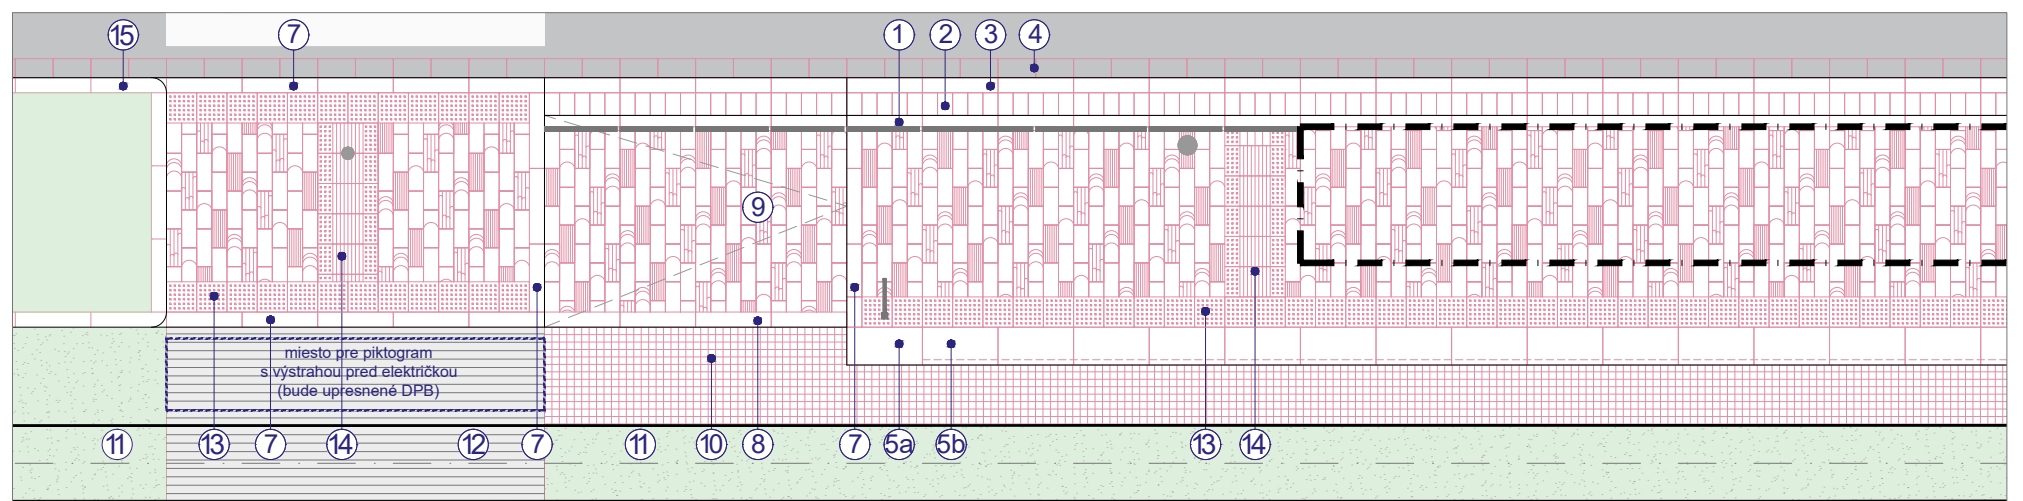 15 7 1 2 3 4
9
miesto pre piktogram
s výstrahou pred električkou
(bude upresnené DPB)
11 13 7 14 12 7 11 10 8 7 5a 5b 13 14